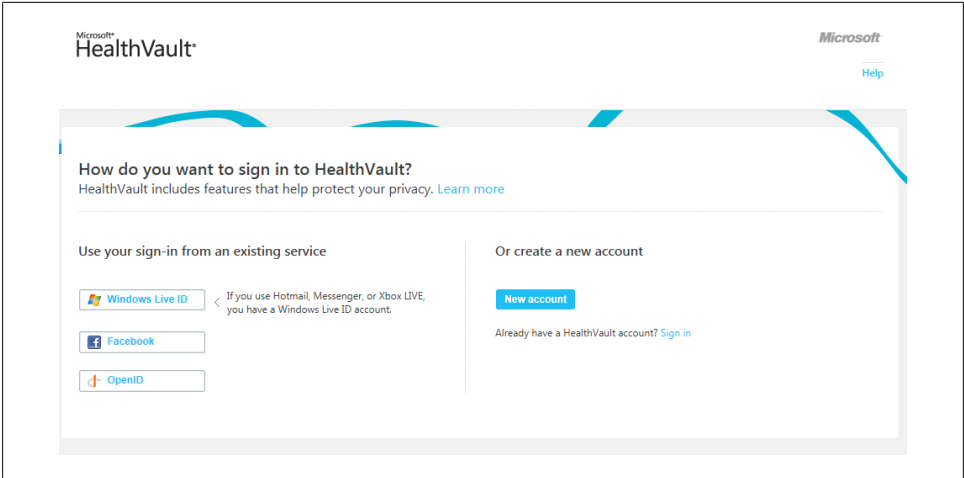 Microsoft®
HealthVault®
Microsoft®
Help
How do you want to sign in to HealthVault?
HealthVault includes features that help protect your privacy. Learn more
Use your sign-in from an existing service
Windows Live ID
If you use Hotmail, Messenger, or Xbox LIVE,
you have a Windows Live ID account.
Facebook
OpenID
Or create a new account
New account
Already have a HealthVault account? Sign in